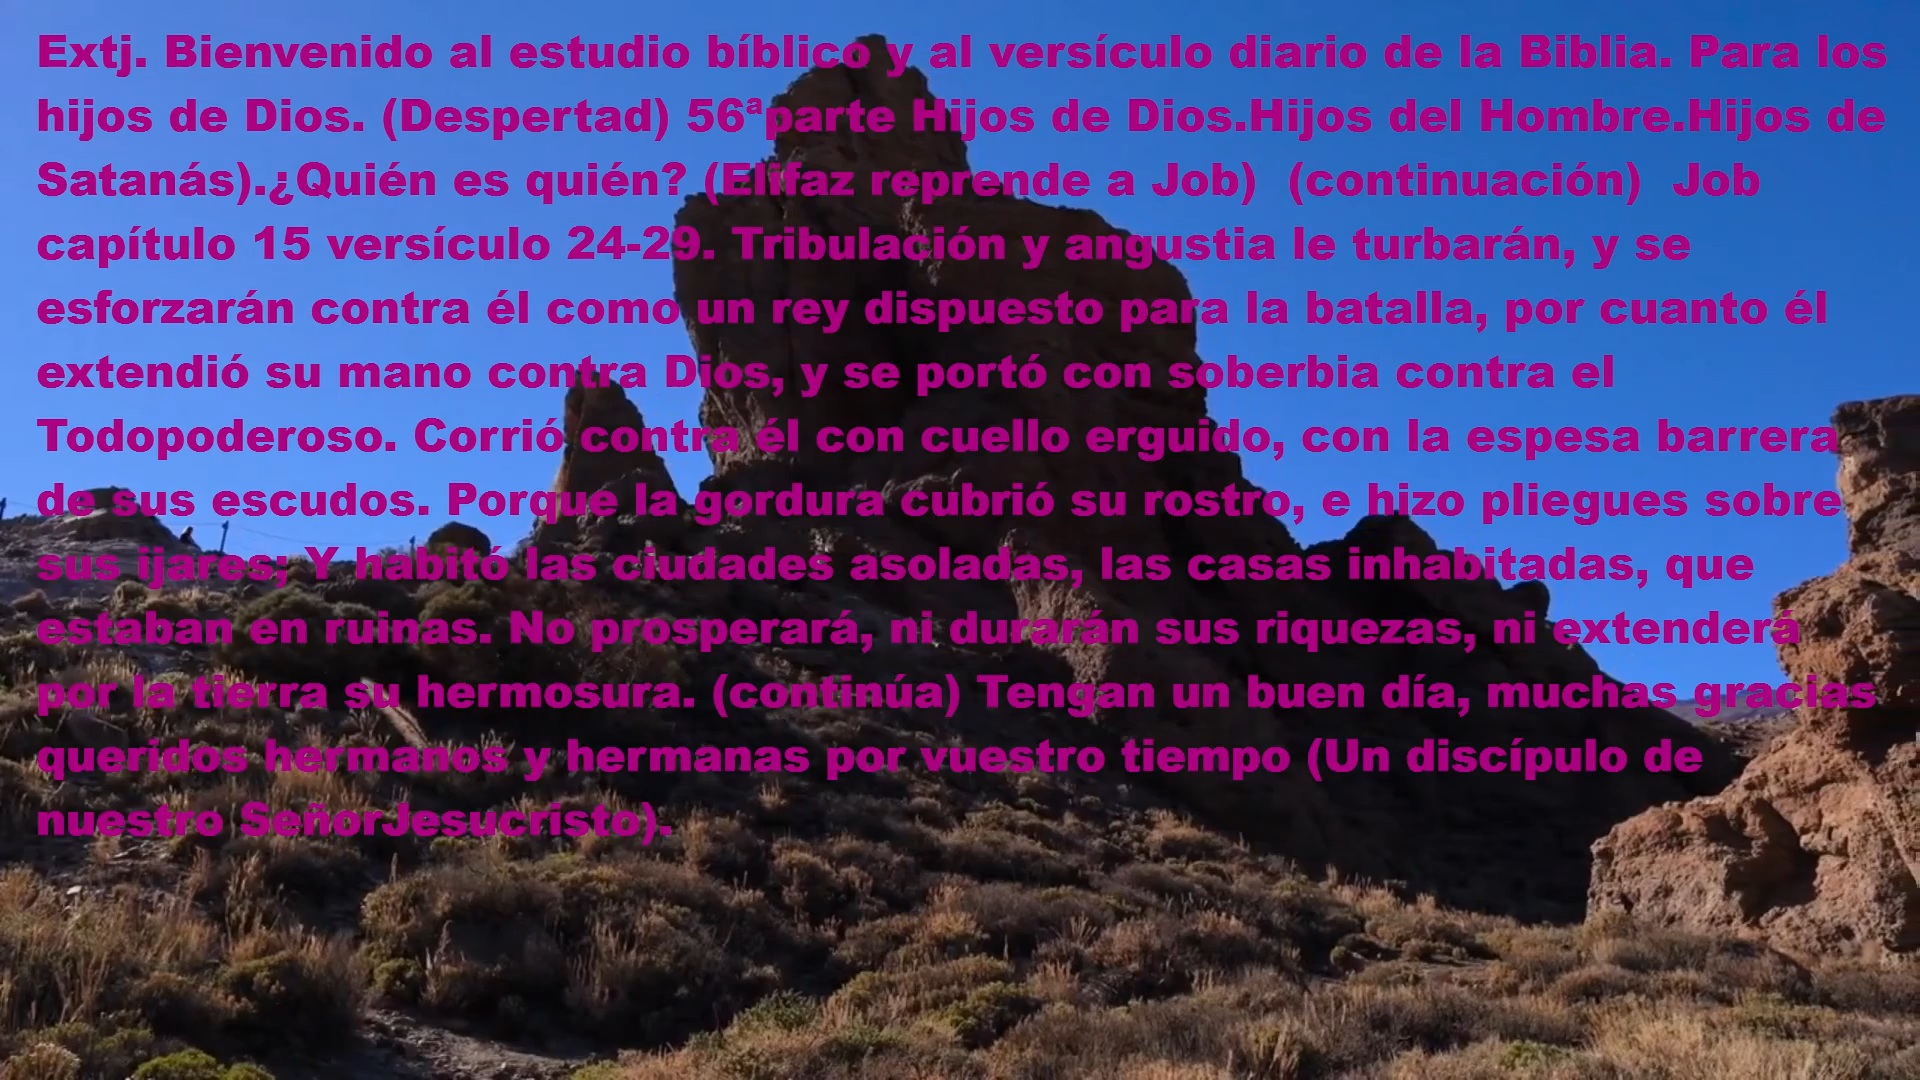 Extj. Bienvenido al estudio bíblico y al versículo diario de la Biblia. Para los
hijos de Dios. (Despertad) 56ªparte Hijos de Dios.Hijos del Hombre.Hijos de
Satanás).¿Quién es quién? (Elifaz reprende a Job)  (continuación)  Job
capítulo 15 versículo 24-29. Tribulación y angustia le turbarán, y se
esforzarán contra él como un rey dispuesto para la batalla, por cuanto él
extendió su mano contra Dios, y se portó con soberbia contra el
Todopoderoso. Corrió contra él con cuello erguido, con la espesa barrera
de sus escudos. Porque la gordura cubrió su rostro, e hizo pliegues sobre
sus ijares; Y habitó las ciudades asoladas, las casas inhabitadas, que
estaban en ruinas. No prosperará, ni durarán sus riquezas, ni extenderá
por la tierra su hermosura. (continúa) Tengan un buen día, muchas gracias
queridos hermanos y hermanas por vuestro tiempo (Un discípulo de
nuestro SeñorJesucristo).